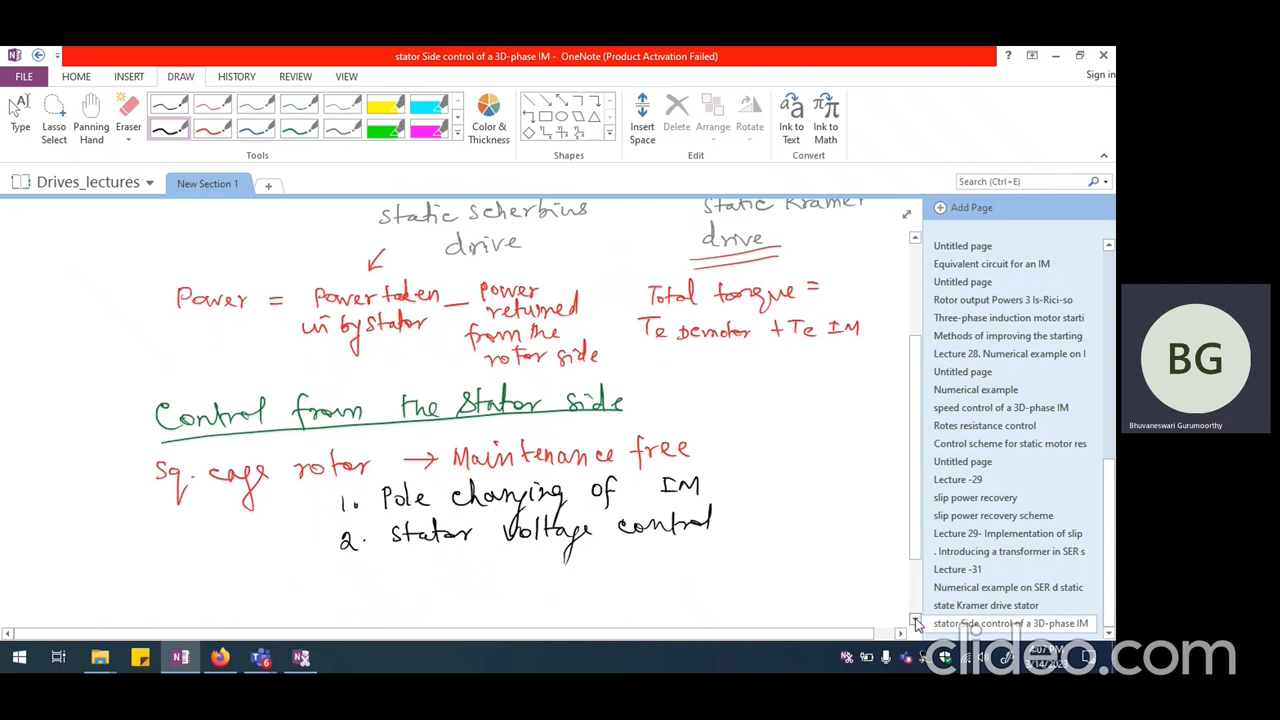 stator Side control of a 3D-phase IM - OneNote (Product Activation Failed)
FILE HOME INSERT DRAW HISTORY REVIEW VIEW
Sign in
Type
Lasso Select
Panning Hand
Eraser
Color & Thickness
Insert Space
Delete
Arrange
Rotate
Ink to Text
Ink to Math
Tools
Shapes
Edit
Convert
Drives_lectures
New Section 1
Search (Ctrl+E)
static scherbius
drive
static Kramer
drive
Power = Power taken in by stator - power returned from the rotor side
Total torque =
Te Dcmotor + Te IM
Control from the stator side
Sq. cage rotor → Maintenance free
1. Pole changing of IM
2. stator voltage control
Add Page
Untitled page
Equivalent circuit for an IM
Untitled page
Rotor output Powers 3 Is-Rici-so
Three-phase induction motor starti
Methods of improving the starting
Lecture 28. Numerical example on I
Untitled page
Numerical example
speed control of a 3D-phase IM
Rotes resistance control
Control scheme for static motor res
Untitled page
Lecture -29
slip power recovery
slip power recovery scheme
Lecture 29- Implementation of slip
. Introducing a transformer in SER s
Lecture -31
Numerical example on SER d static
state Kramer drive stator
stator Side control of a 3D-phase IM
BG
Bhuvaneswari Gurumoorthy
4:07 PM
3/14/2023
clideo.com